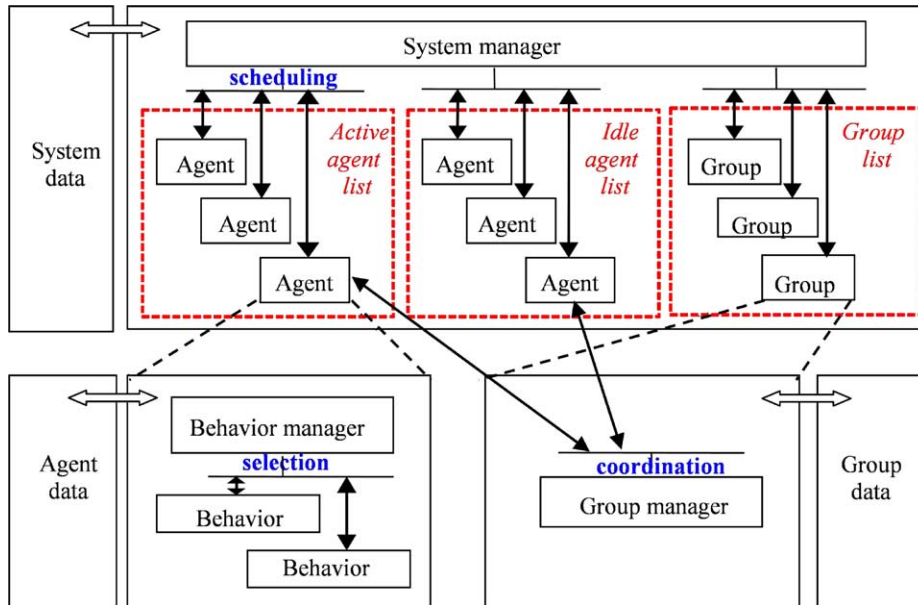 System manager
scheduling
System
data
Active
agent
list
Agent
Agent
Agent
Idle
agent
list
Agent
Agent
Agent
Group
list
Group
Group
Group
Agent
data
Behavior manager
selection
Behavior
Behavior
coordination
Group manager
Group
data